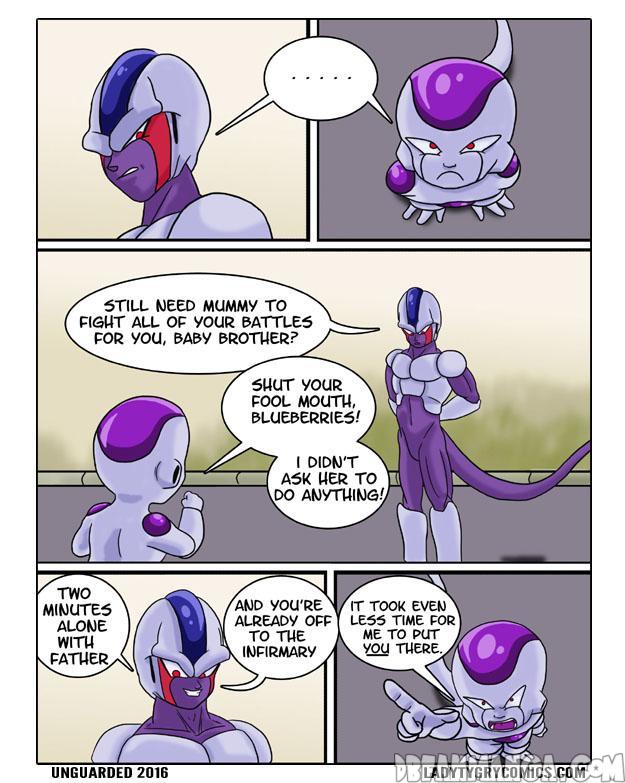 . . . . .
STILL NEED MUMMY TO
FIGHT ALL OF YOUR BATTLES
FOR YOU, BABY BROTHER?
SHUT YOUR
FOOL MOUTH,
BLUEBERRIES!
I DIDN'T
ASK HER TO
DO ANYTHING!
TWO
MINUTES
ALONE
WITH
FATHER
AND YOU'RE
ALREADY OFF
TO THE
INFIRMARY
IT TOOK EVEN
LESS TIME FOR
ME TO PUT
YOU THERE.
UNGUARDED 2016
LADYTYGRYCOMICS.COM
DBEAKMANGA.COM